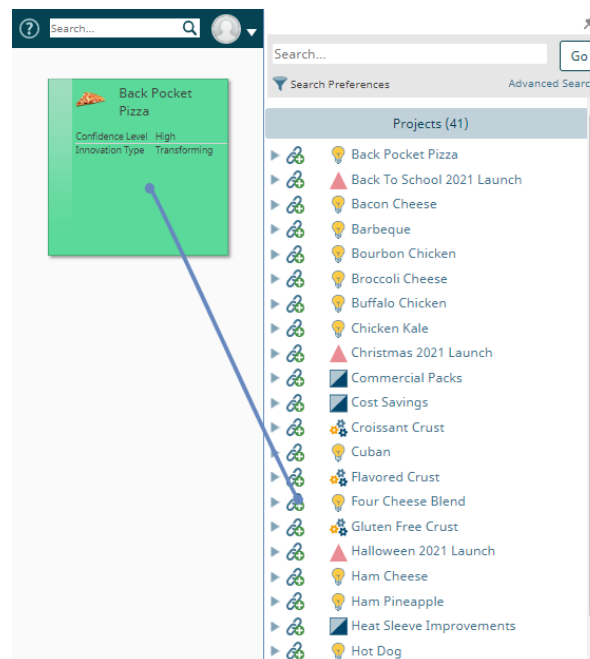 Search...
Back Pocket
Pizza
Confidence Level High
Innovation Type Transforming
Search...
Go
Search Preferences
Advanced Searc
Projects (41)
Back Pocket Pizza
Back To School 2021 Launch
Bacon Cheese
Barbeque
Bourbon Chicken
Broccoli Cheese
Buffalo Chicken
Chicken Kale
Christmas 2021 Launch
Commercial Packs
Cost Savings
Croissant Crust
Cuban
Flavored Crust
Four Cheese Blend
Gluten Free Crust
Halloween 2021 Launch
Ham Cheese
Ham Pineapple
Heat Sleeve Improvements
Hot Dog